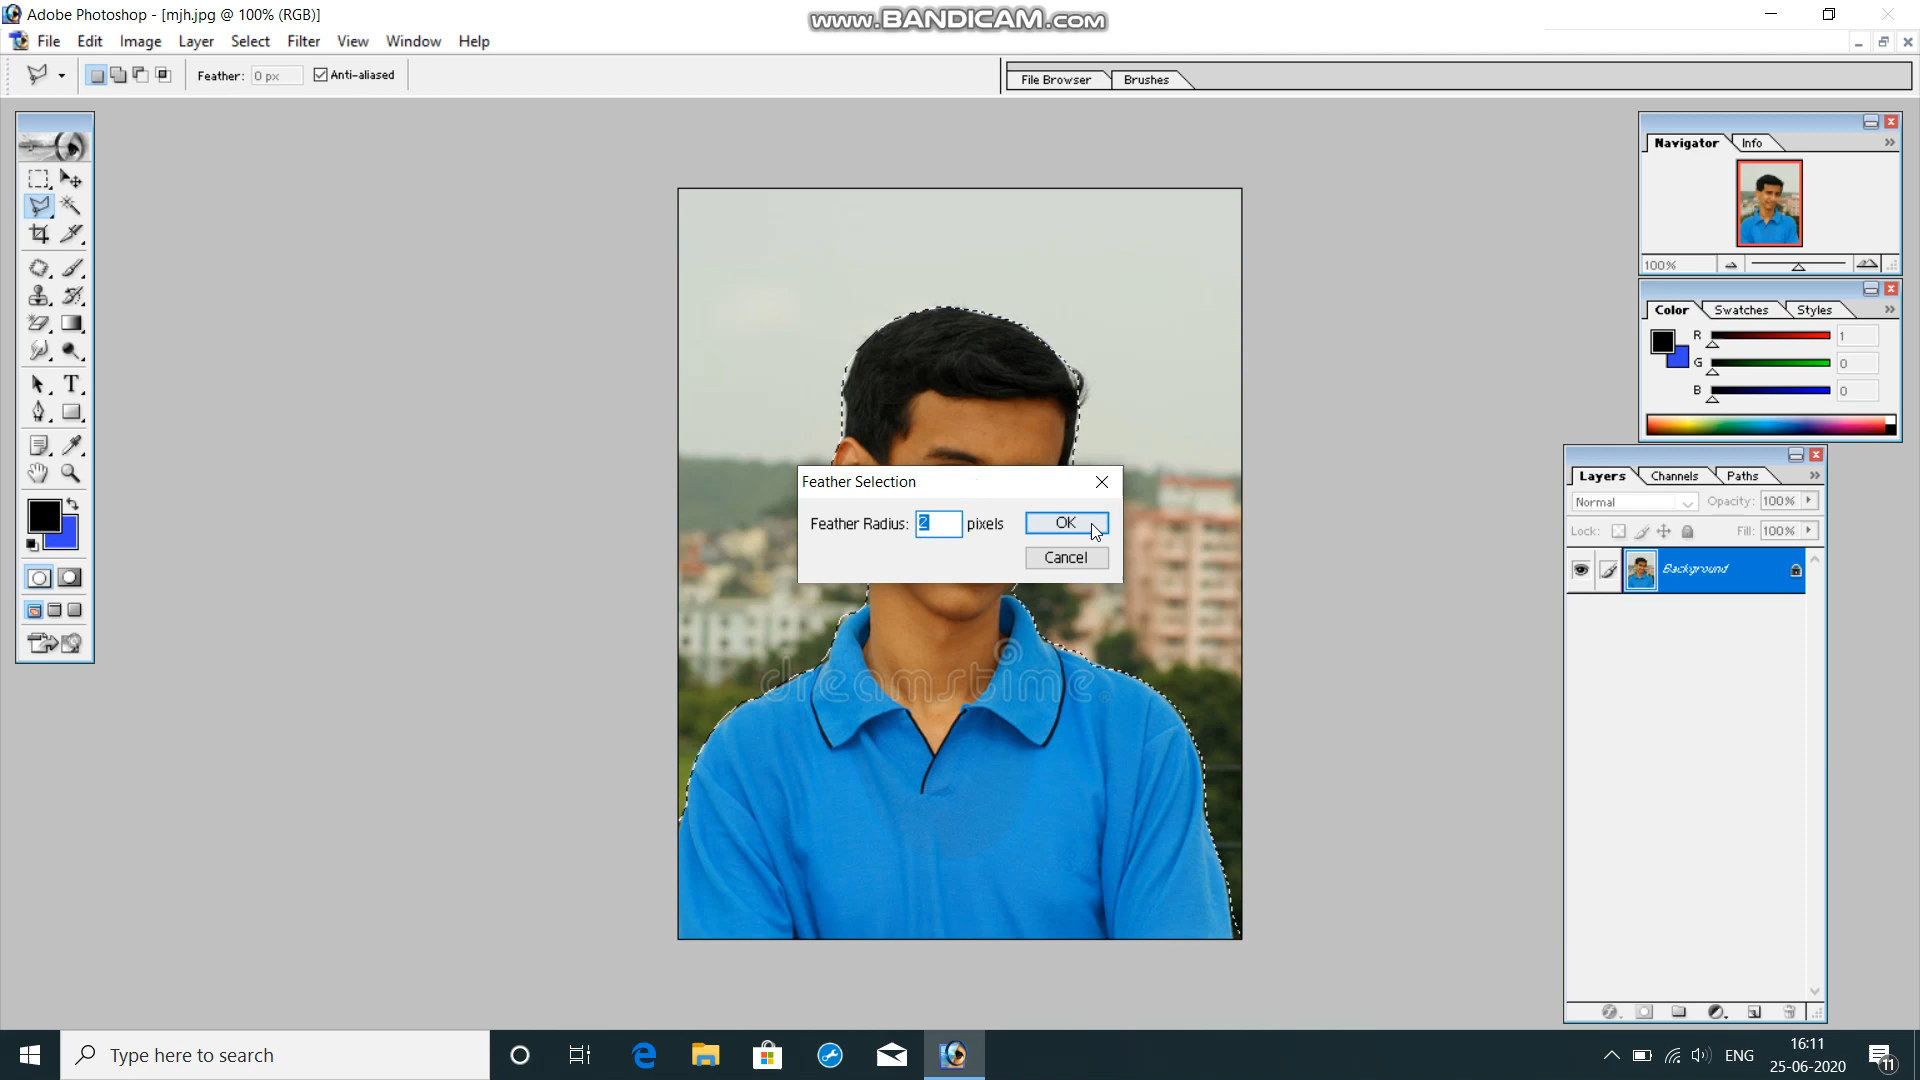 Adobe Photoshop - [mjh.jpg @ 100% (RGB)]
www.BANDICAM.com
File Edit Image Layer Select Filter View Window Help
Feather: 0 px Anti-aliased
File Browser Brushes
Navigator Info
100%
Color Swatches Styles
R 1
G 0
B 0
Layers Channels Paths
Normal Opacity: 100%
Lock: Fill: 100%
Background
T
Feather Selection
Feather Radius: 2 pixels OK
Cancel
dreamstime
Type here to search
ENG
16:11
25-06-2020
11